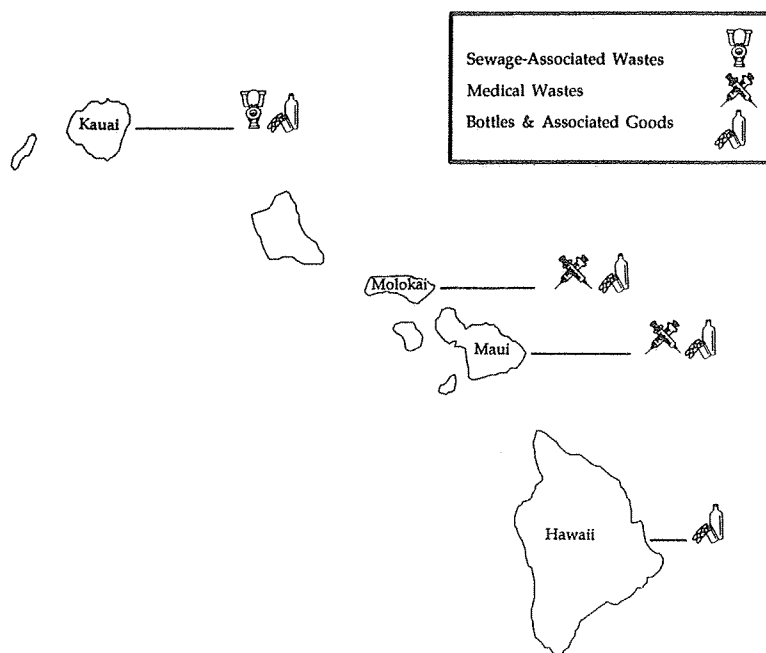 Sewage-Associated Wastes
Medical Wastes
Bottles & Associated Goods
Kauai
Molokai
Maui
Hawaii